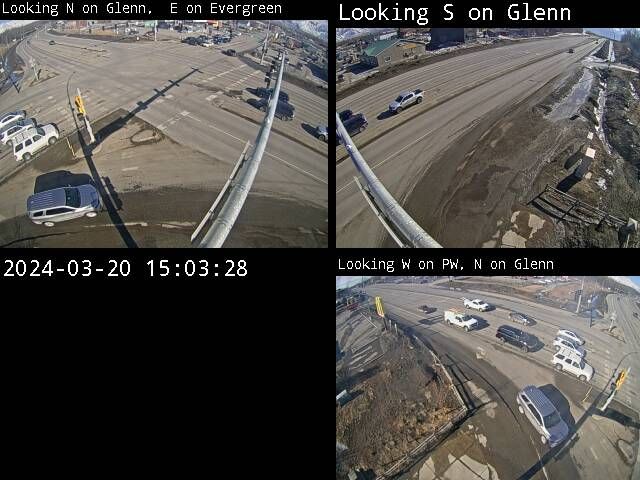 Looking N on Glenn, E on Evergreen
Looking S on Glenn
2024-03-20 15:03:28
Looking W on PW, N on Glenn